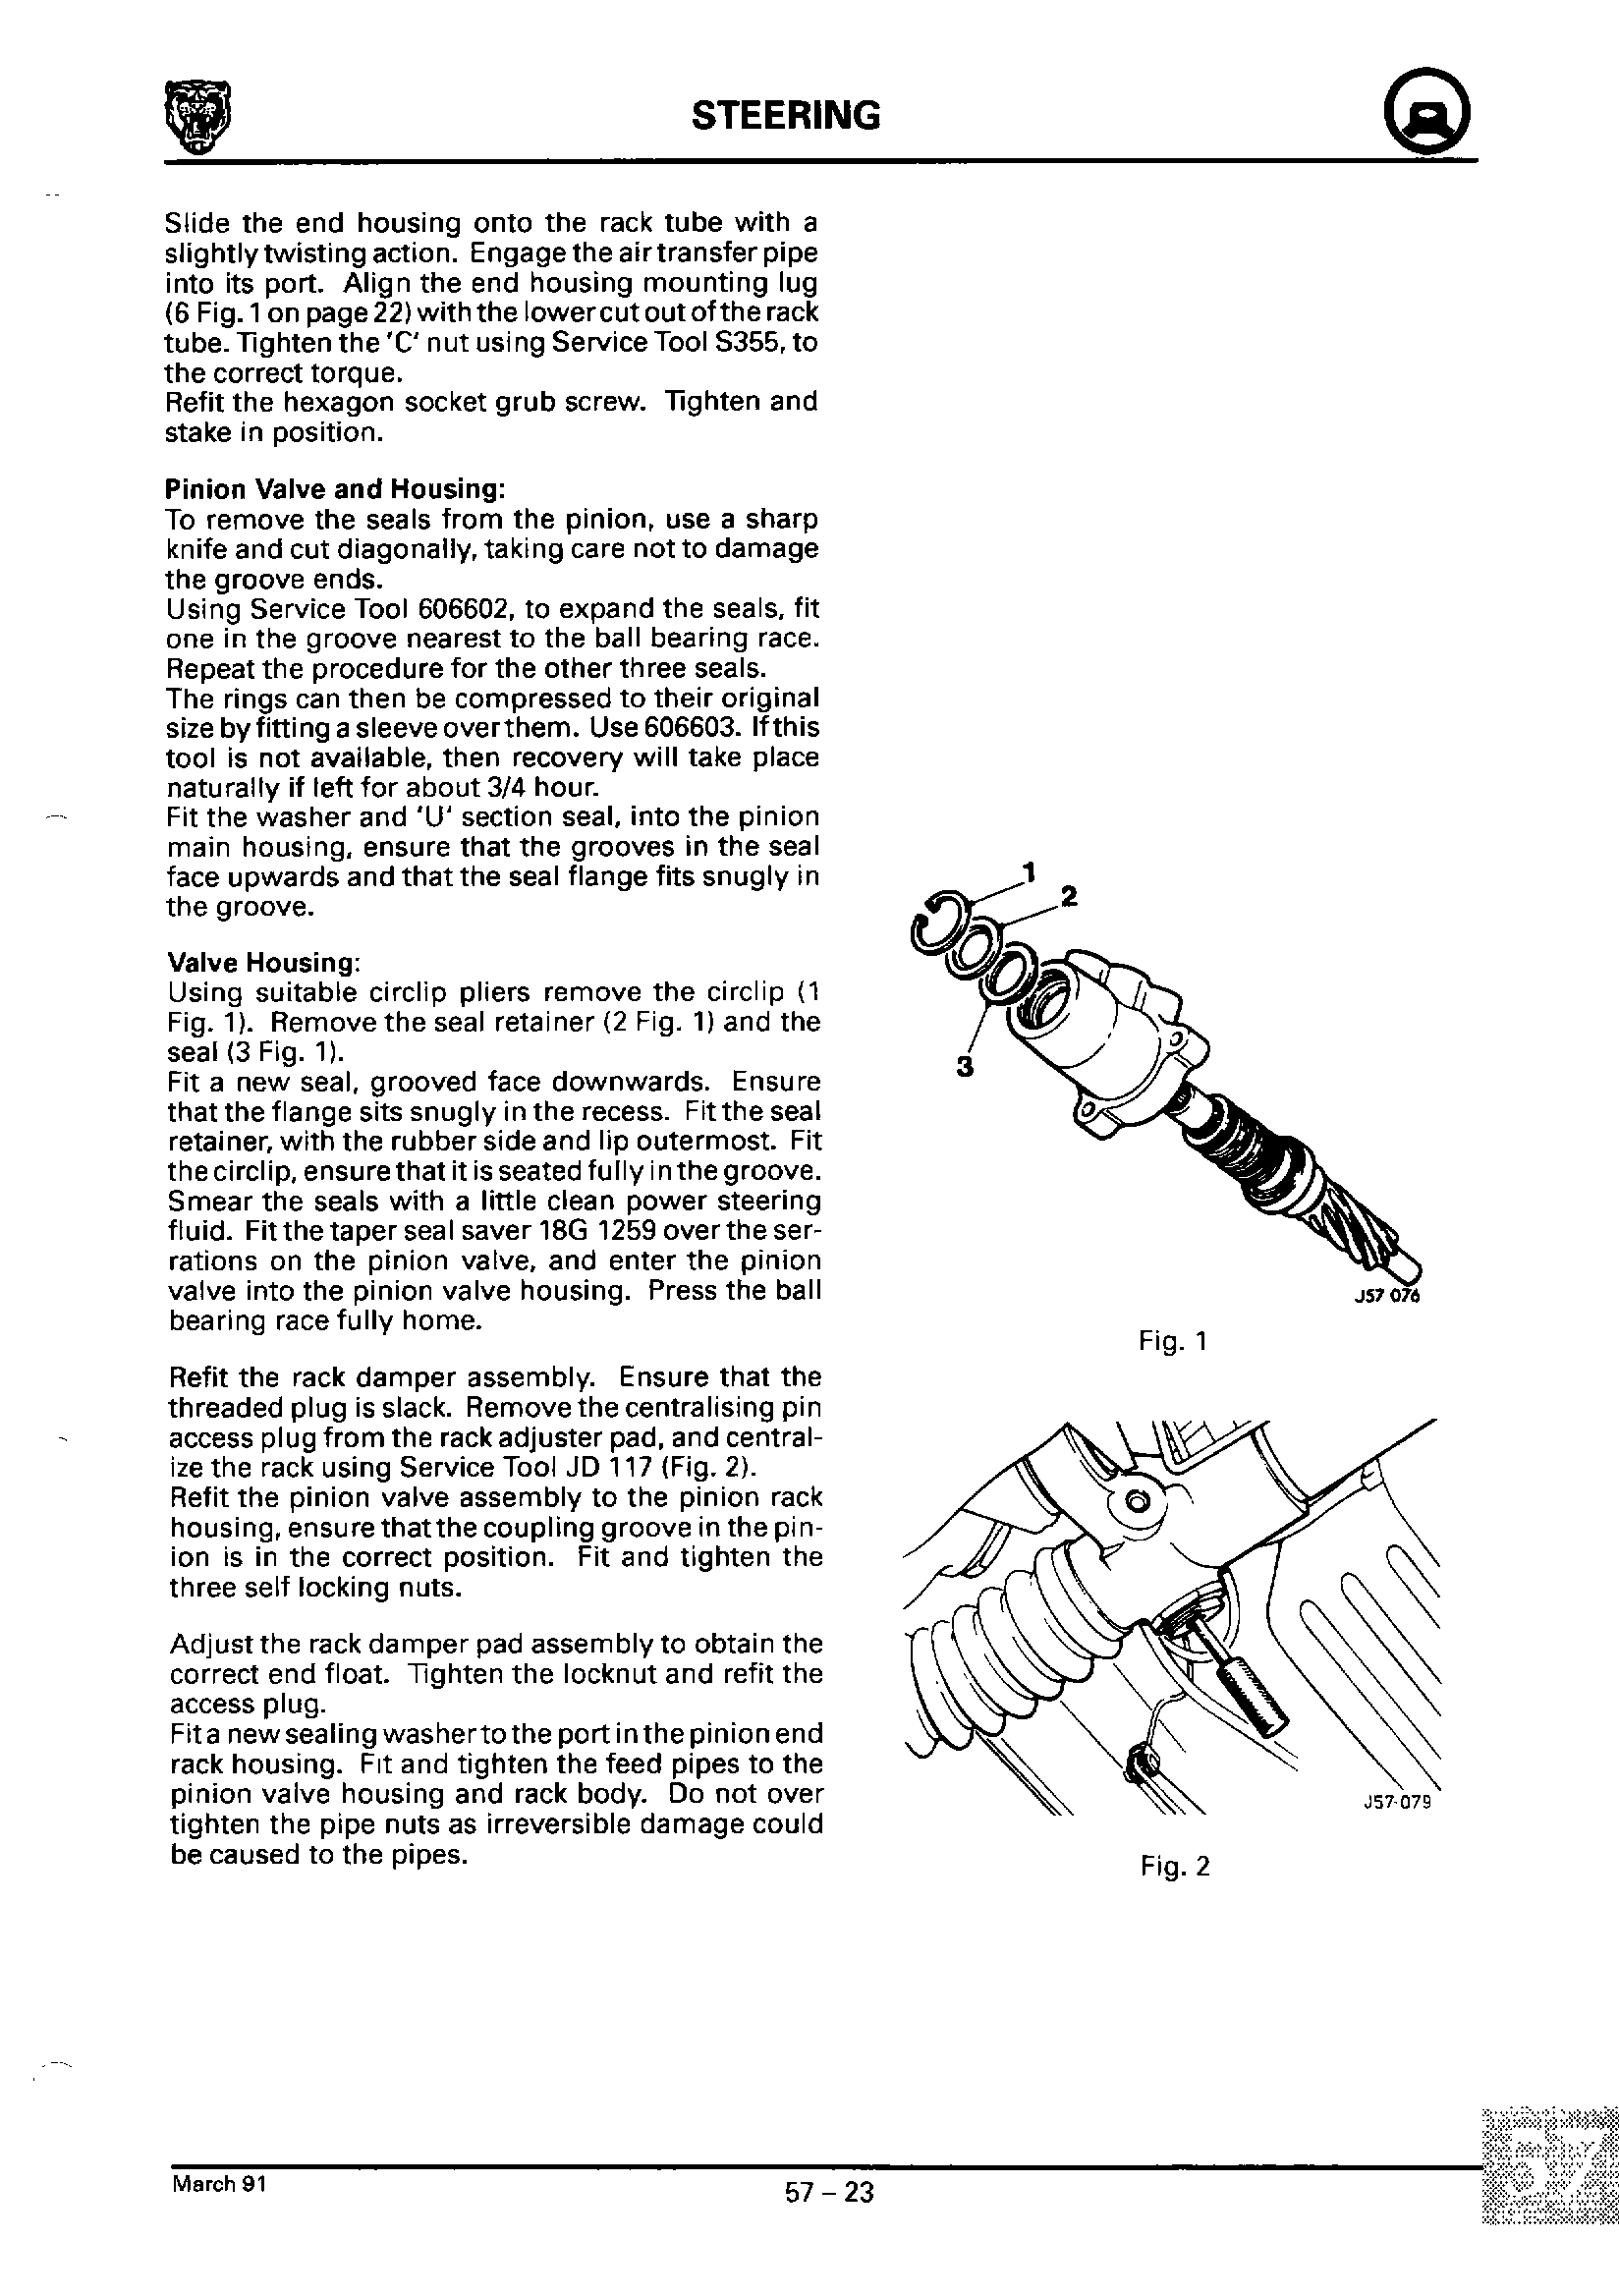 STEERING
Slide the end housing onto the rack tube with a
slightly twisting action. Engage the air transfer pipe
into its port. Align the end housing mounting lug
(6 Fig. 1 on page 22) with the lower cut out of the rack
tube. Tighten the 'C' nut using Service Tool S355, to
the correct torque.
Refit the hexagon socket grub screw. Tighten and
stake in position.
Pinion Valve and Housing:
To remove the seals from the pinion, use a sharp
knife and cut diagonally, taking care not to damage
the groove ends.
Using Service Tool 606602, to expand the seals, fit
one in the groove nearest to the ball bearing race.
Repeat the procedure for the other three seals.
The rings can then be compressed to their original
size by fitting a sleeve over them. Use 606603. If this
tool is not available, then recovery will take place
naturally if left for about 3/4 hour.
Fit the washer and 'U' section seal, into the pinion
main housing, ensure that the grooves in the seal
face upwards and that the seal flange fits snugly in
the groove.
Valve Housing:
Using suitable circlip pliers remove the circlip (1
Fig. 1). Remove the seal retainer (2 Fig. 1) and the
seal (3 Fig. 1).
Fit a new seal, grooved face downwards. Ensure
that the flange sits snugly in the recess. Fit the seal
retainer, with the rubber side and lip outermost. Fit
the circlip, ensure that it is seated fully in the groove.
Smear the seals with a little clean power steering
fluid. Fit the taper seal saver 18G 1259 over the ser-
rations on the pinion valve, and enter the pinion
valve into the pinion valve housing. Press the ball
bearing race fully home.
Refit the rack damper assembly. Ensure that the
threaded plug is slack. Remove the centralising pin
access plug from the rack adjuster pad, and central-
ize the rack using Service Tool JD 117 (Fig. 2).
Refit the pinion valve assembly to the pinion rack
housing, ensure that the coupling groove in the pin-
ion is in the correct position. Fit and tighten the
three self locking nuts.
Adjust the rack damper pad assembly to obtain the
correct end float. Tighten the locknut and refit the
access plug.
Fit a new sealing washer to the port in the pinion end
rack housing. Fit and tighten the feed pipes to the
pinion valve housing and rack body. Do not over
tighten the pipe nuts as irreversible damage could
be caused to the pipes.
1
2
3
J57 076
Fig. 1
J57-079
Fig. 2
57
March 91
57 – 23